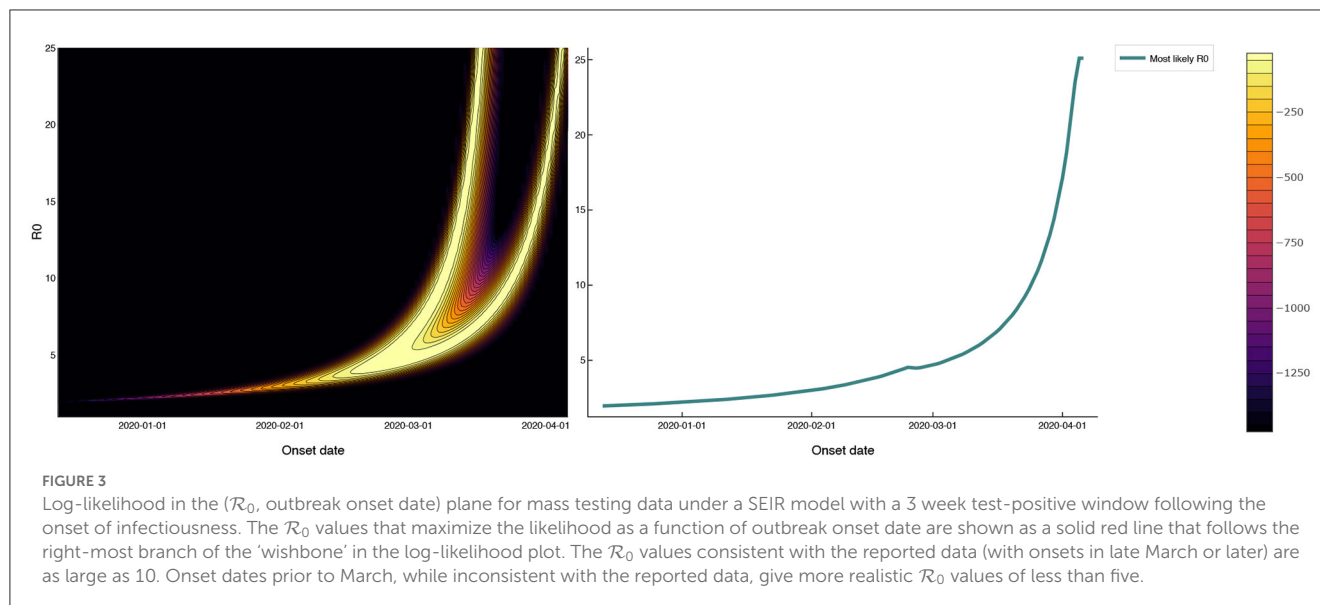 25
20
15
10
5
R0
2020-01-01
2020-02-01
2020-03-01
2020-04-01
Onset date
25
20
15
10
5
2020-01-01
2020-02-01
2020-03-01
2020-04-01
Onset date
Most likely R0
−250
−500
−750
−1000
−1250
FIGURE 3
Log-likelihood in the (ℛ₀, outbreak onset date) plane for mass testing data under a SEIR model with a 3 week test-positive window following the
onset of infectiousness. The ℛ₀ values that maximize the likelihood as a function of outbreak onset date are shown as a solid red line that follows the
right-most branch of the ‘wishbone’ in the log-likelihood plot. The ℛ₀ values consistent with the reported data (with onsets in late March or later) are
as large as 10. Onset dates prior to March, while inconsistent with the reported data, give more realistic ℛ₀ values of less than five.